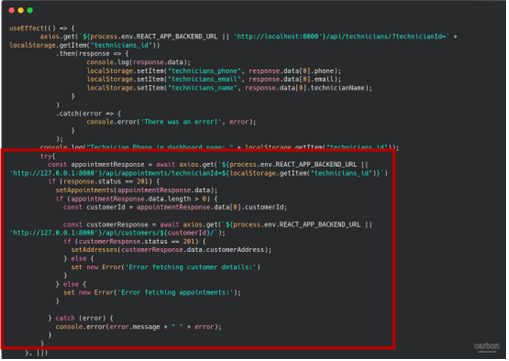 useEffect(() => {
axios.get(`${process.env.REACT_APP_BACKEND_URL || 'http://localhost:8000'}/api/technicians/?technicianId=` +
localStorage.getItem("technicians_id"))
.then(response => {
console.log(response.data);
localStorage.setItem("technicians_phone", response.data[0].phone);
localStorage.setItem("technicians_email", response.data[0].email);
localStorage.setItem("technicians_name", response.data[0].technicianName);
}
)
.catch(error => {
console.error('There was an error!', error);
}
);
console.log("Technician Phone in dashboard name: " + localStorage.getItem("technicians_id"));
try{
const appointmentResponse = await axios.get(`${process.env.REACT_APP_BACKEND_URL ||
'http://127.0.0.1:8000'}/api/appointments/technicianId=${localStorage.getItem("technicians_id")}`)
if (response.status == 201) {
setAppointments(appointmentResponse.data);
if (appointmentResponse.data.length > 0) {
const customerId = appointmentResponse.data[0].customerId;
const customerResponse = await axios.get(`${process.env.REACT_APP_BACKEND_URL ||
'http://127.0.0.1:8000'}/api/customers/${customerId}/`);
if (customerResponse.status == 201) {
setAddresses(customerResponse.data.customerAddress);
} else {
set new Error('Error fetching customer details:')
}
} else {
set new Error('Error fetching appointments:');
}
} catch (error) {
console.error(error.message + " " + error);
}
}
}, [])
carbon